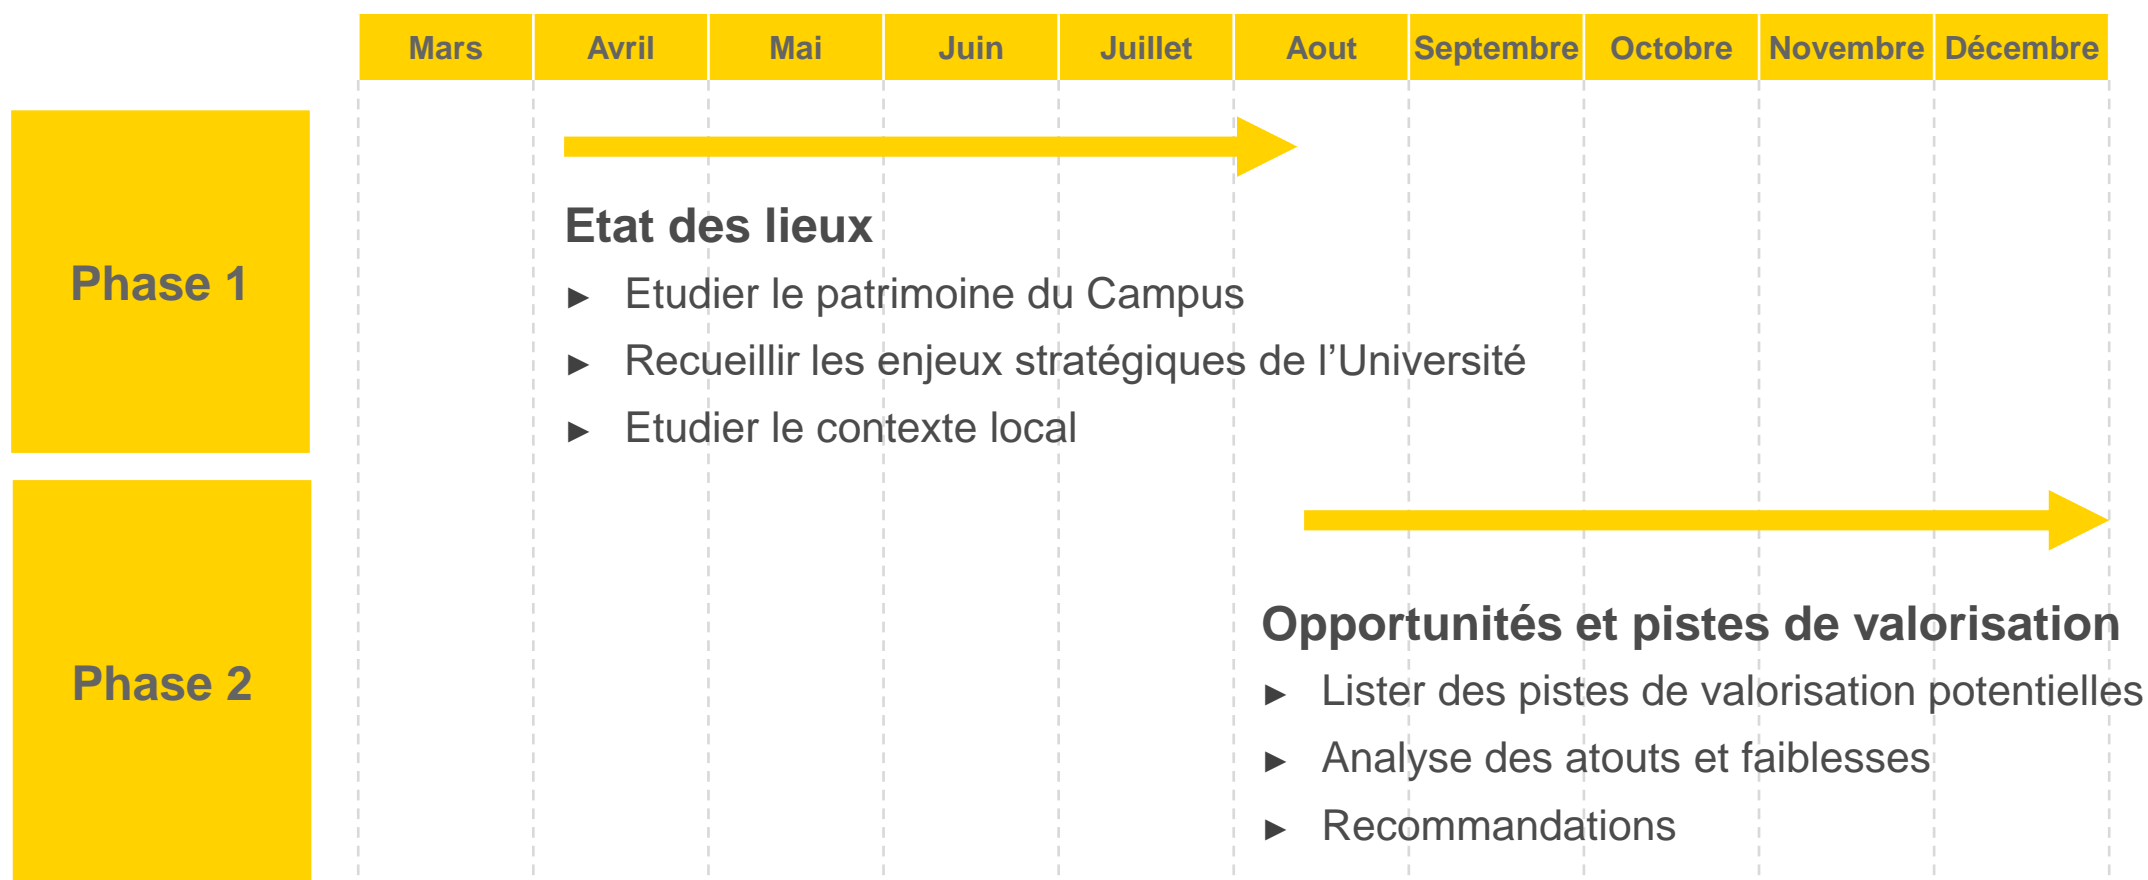 Mars Avril Mai Juin Juillet Aout Septembre Octobre Novembre Décembre
Phase 1
Etat des lieux
► Etudier le patrimoine du Campus
► Recueillir les enjeux stratégiques de l’Université
► Etudier le contexte local
Phase 2
Opportunités et pistes de valorisation
► Lister des pistes de valorisation potentielles
► Analyse des atouts et faiblesses
► Recommandations